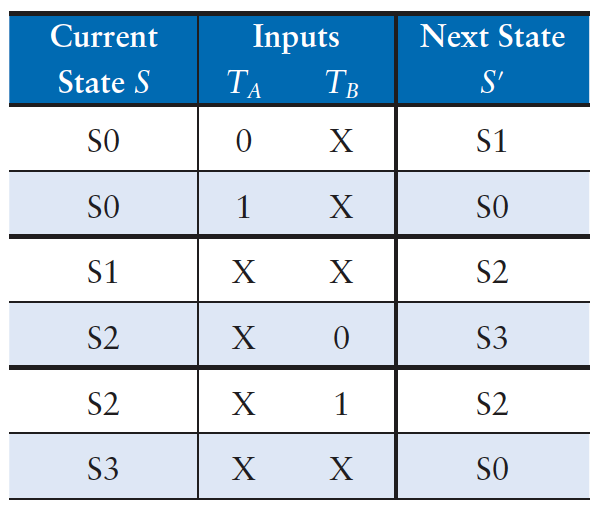 Current Inputs Next State
State S T_A T_B S′
S0 0 X S1
S0 1 X S0
S1 X X S2
S2 X 0 S3
S2 X 1 S2
S3 X X S0